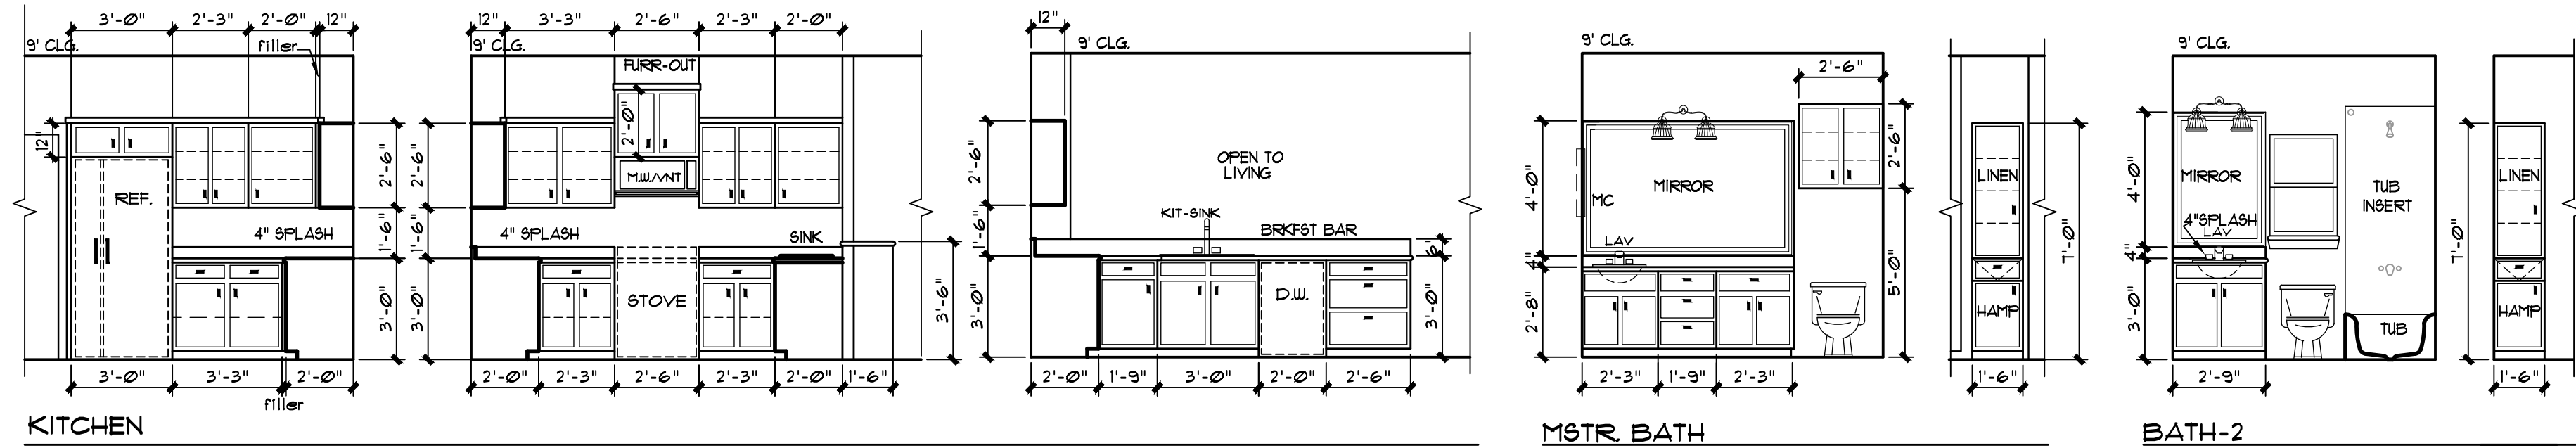 3'-0" 2'-3" 2'-0" 12"
9' CLG.
filler
12"
REF.
4" SPLASH
2'-6"
1'-6"
3'-0"
3'-0" 3'-3" 2'-0"
filler
12" 3'-3" 2'-6" 2'-3" 2'-0"
9' CLG.
FURR-OUT
2'-0"
M.W./VNT
2'-6"
1'-6"
3'-0"
4" SPLASH
SINK
STOVE
3'-6"
2'-0" 2'-3" 2'-6" 2'-3" 2'-0" 1'-6"
12"
9' CLG.
2'-6"
1'-6"
3'-0"
OPEN TO
LIVING
KIT-SINK
BRKFST BAR
D.W.
6"
3'-0"
2'-0" 1'-9" 3'-0" 2'-0" 2'-6"
KITCHEN
9' CLG.
2'-6"
4'-0"
4"
2'-8"
MC
MIRROR
LAV
2'-6"
5'-0"
2'-3" 1'-9" 2'-3"
LINEN
HAMP
7'-0"
1'-6"
MSTR. BATH
9' CLG.
4'-0"
4"
3'-0"
MIRROR
4" SPLASH
LAV
TUB
INSERT
TUB
2'-9"
7'-0"
LINEN
HAMP
1'-6"
BATH-2